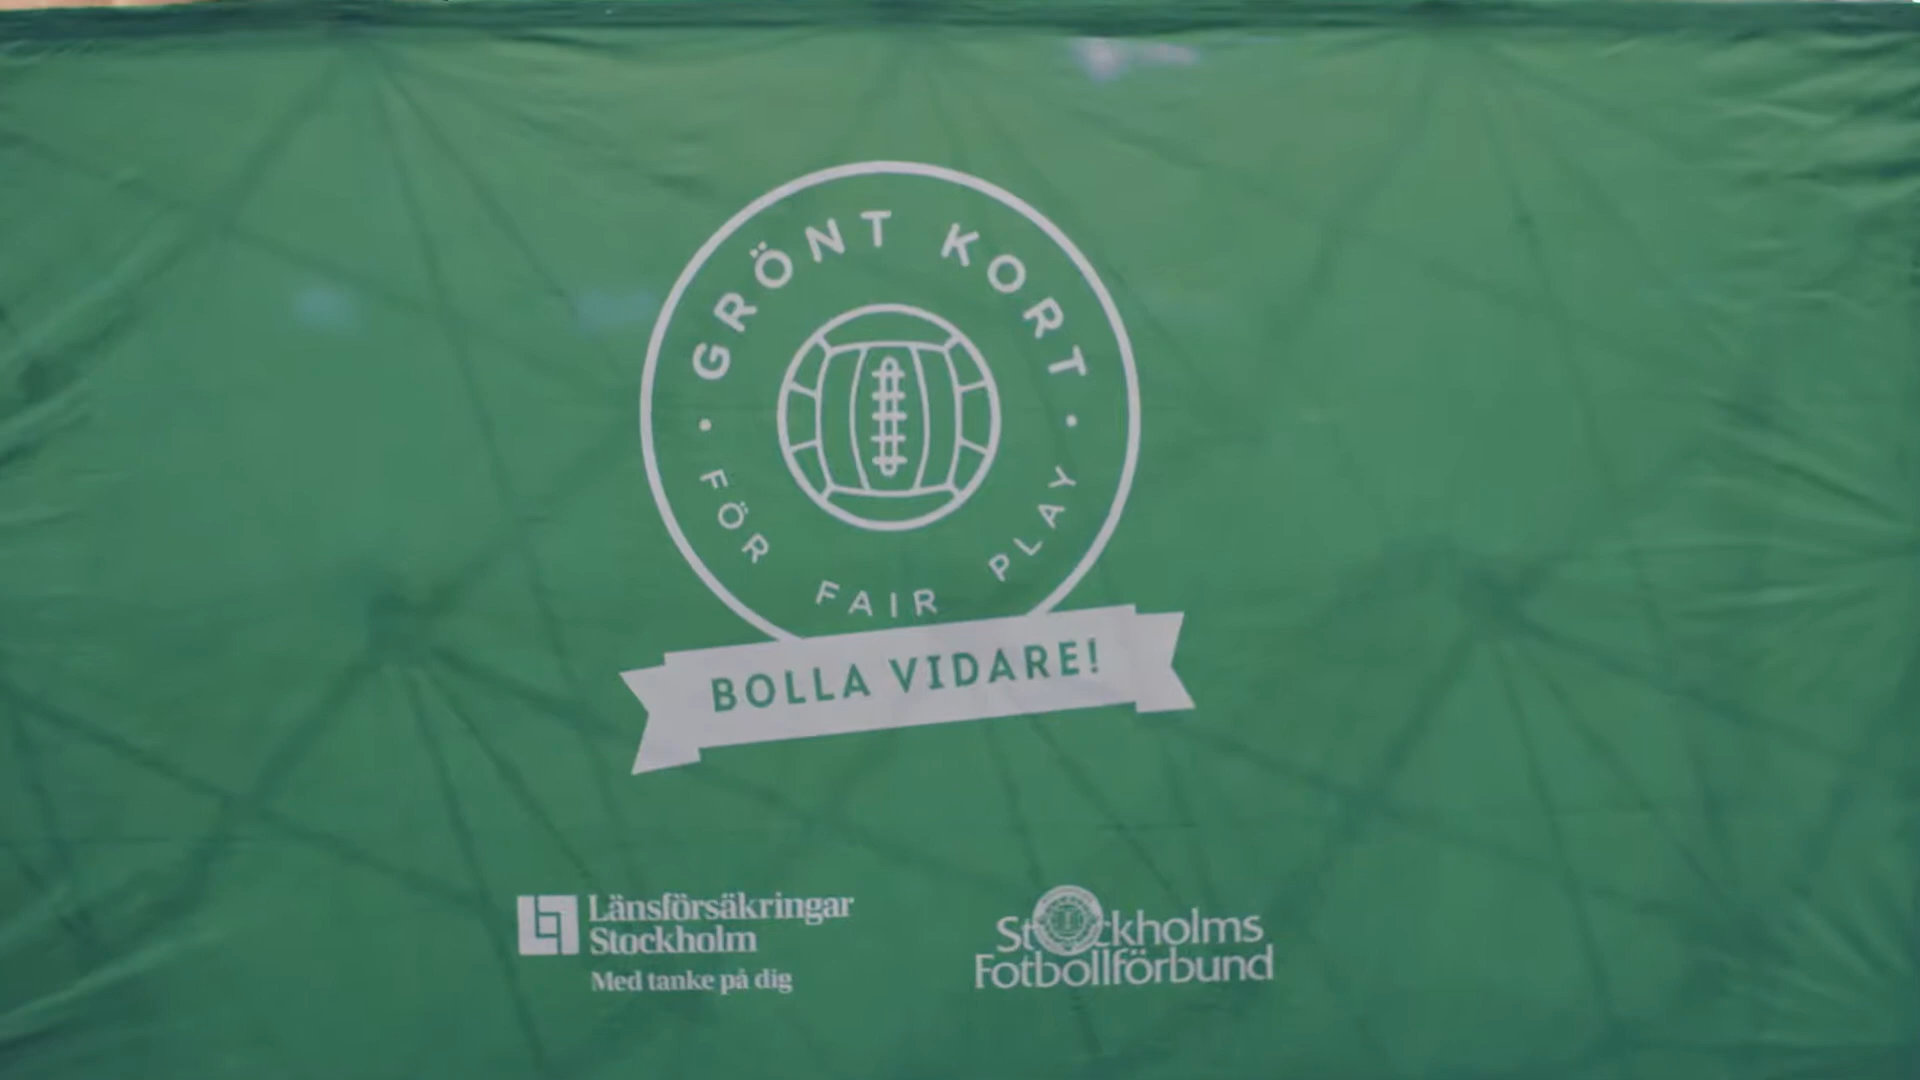 GRÖNT KORT
• FÖR FAIR PLAY •
BOLLA VIDARE!
Länsförsäkringar
Stockholm
Med tanke på dig
Stockholms
Fotbollförbund